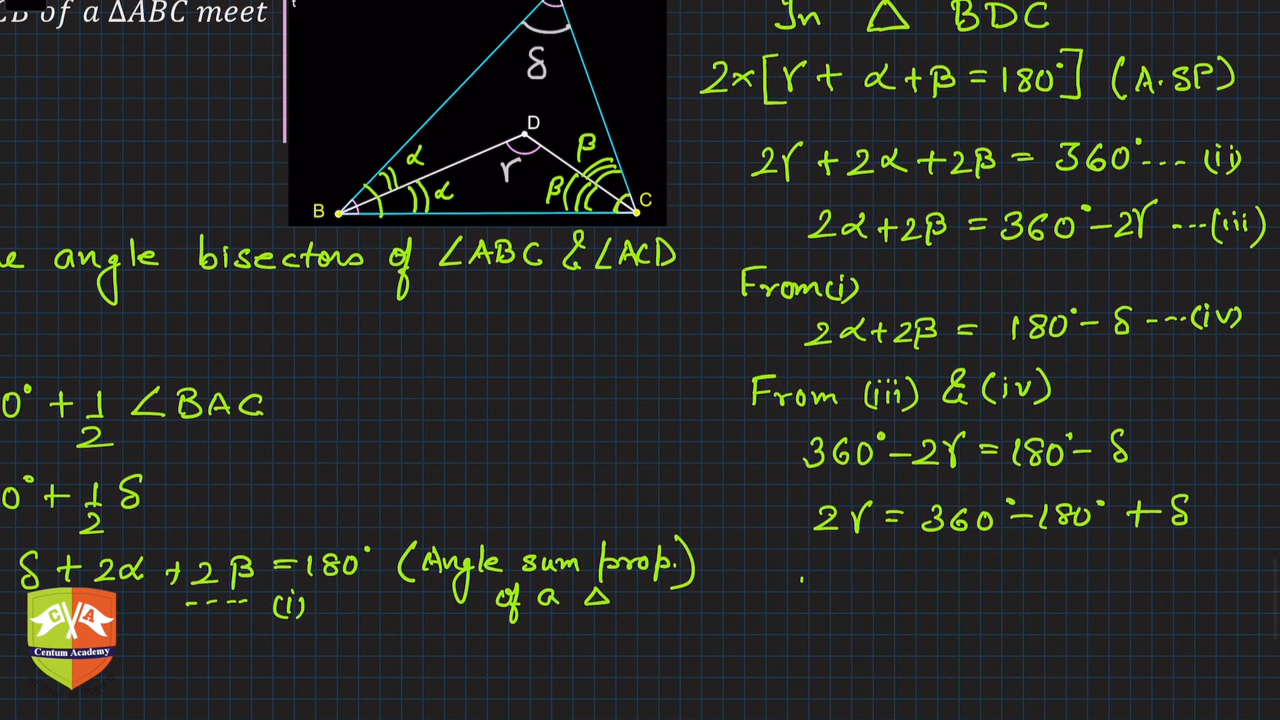 CB of a ΔABC meet
δ
D
r
α
α
β
β
B
C
angle bisectors of ∠ABC & ∠ACD
0° + 1/2 ∠BAC
0° + 1/2 δ
δ + 2α + 2β = 180° (Angle sum prop.)
---- (i) of a Δ
C A
Centum Academy
In Δ BDC
2×[r + α + β = 180°] (A.SP)
2r + 2α + 2β = 360° --- (ii)
2α + 2β = 360° - 2r ---(iii)
From (i)
2α + 2β = 180° - δ ---(iv)
From (iii) & (iv)
360° - 2r = 180° - δ
2r = 360° - 180° + δ